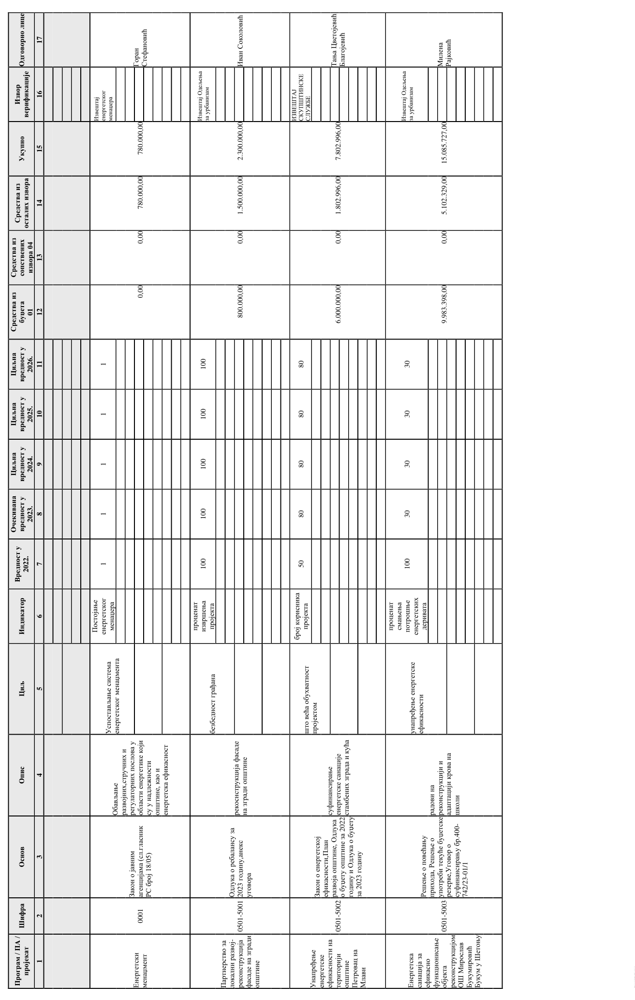 Програм / ПА /
пројекат
Шифра
Основ
Опис
Циљ
Индикатор
Вредност у
2022.
Очекивана
вредност у
2023.
Циљна
вредност у
2024.
Циљна
вредност у
2025.
Циљна
вредност у
2026.
Средства из
буџета
01
Средства из
сопствених
извора 04
Средства из
осталих извора
Укупно
Извор
верификације
Одговорно лице
1
2
3
4
5
6
7
8
9
10
11
12
13
14
15
16
17
Енергетски
менаџмент
0001
Закон о јавним
агенцијама (сл.гласник
РС број 18/05)
Обављање
развојних,стручних и
регулаторних послова у
области енергетике који
су у надлежности
општине, као и
енергетска ефикасност
Успостављање система
енергетског менаџмента
Постојање
енергетског
менаџера
1
1
1
1
1
0,00
0,00
780.000,00
780.000,00
Извештај
енергетског
менаџера
Горан
Стефановић
Партнерство за
локални развој-
реконструкција
фасаде на згради
општине
0501-5001
Одлука о ребалансу за
2023 годину,анекс
уговора
рекоснструкција фасаде
на згради општине
безбедност грађана
проценат
извршења
пројекта
100
100
100
100
100
800.000,00
0,00
1.500.000,00
2.300.000,00
Извештај Одељења
за урбанизам
Иван Соколовић
Унапређење
енергетске
ефикасности на
територији
општине
Петровац на
Млави
0501-5002
Закон о енергетској
ефикасности,План
развоја општине, Одлука
о буџету општине за 2022
годину и Одлука о буџету
за 2023 годину
суфинансирање
енергетске санације
стамбених зграда и кућа
што већа обухватност
пројектом
број корисника
пројекта
50
80
80
80
80
6.000.000,00
0,00
1.802.996,00
7.802.996,00
ИЗВЕШТАЈ
СКУПШТИНСКЕ
СЛУЖБЕ
Тања Цветојевић
Благојевић
Енергетска
санација за
ефикасно
функционисање
објекта
реконструкцијом
ОШ Мирослав
Букумировић
Букум у Шетоњу
0501-5003
Решење о повећању
прихода, Решење о
употреби текуће буџетске
резерве,Уговор о
суфинансирању бр.400-
742/23-01/1
радови на
реконструкцији и
адаптацији крова на
школи
унапређење енергетске
ефикасности
проценат
смањења
потрошње
енергетских
деривата
100
30
30
30
30
9.983.398,00
0,00
5.102.329,00
15.085.727,00
Извештај Одељења
за урбанизам
Милена
Рајковић